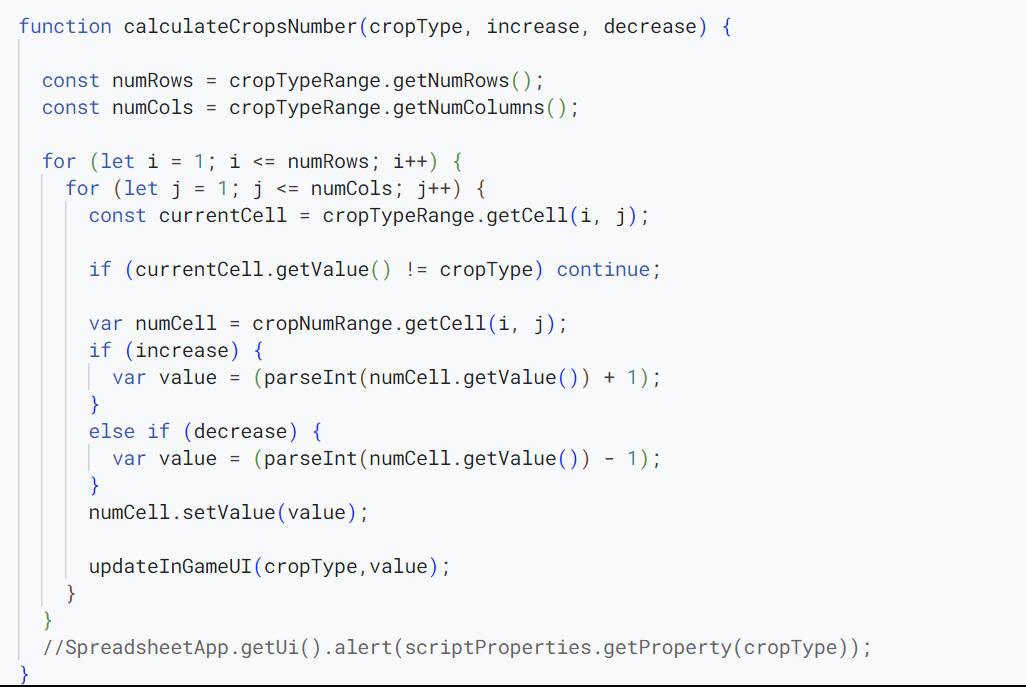 function calculateCropsNumber(cropType, increase, decrease) {
const numRows = cropTypeRange.getNumRows();
const numCols = cropTypeRange.getNumColumns();
for (let i = 1; i <= numRows; i++) {
for (let j = 1; j <= numCols; j++) {
const currentCell = cropTypeRange.getCell(i, j);
if (currentCell.getValue() != cropType) continue;
var numCell = cropNumRange.getCell(i, j);
if (increase) {
var value = (parseInt(numCell.getValue()) + 1);
}
else if (decrease) {
var value = (parseInt(numCell.getValue()) - 1);
}
numCell.setValue(value);
updateInGameUI(cropType,value);
}
}
//SpreadsheetApp.getUi().alert(scriptProperties.getProperty(cropType));
}